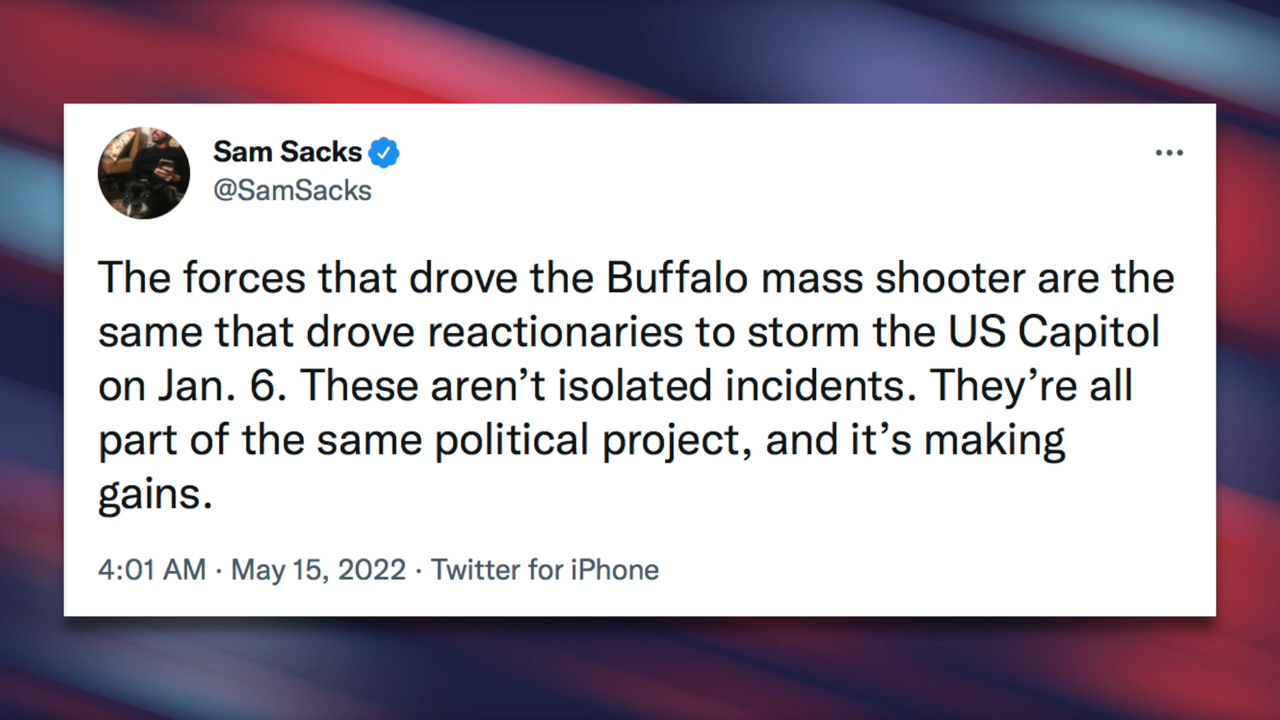 Sam Sacks
@SamSacks
The forces that drove the Buffalo mass shooter are the
same that drove reactionaries to storm the US Capitol
on Jan. 6. These aren’t isolated incidents. They’re all
part of the same political project, and it’s making
gains.
4:01 AM · May 15, 2022 · Twitter for iPhone